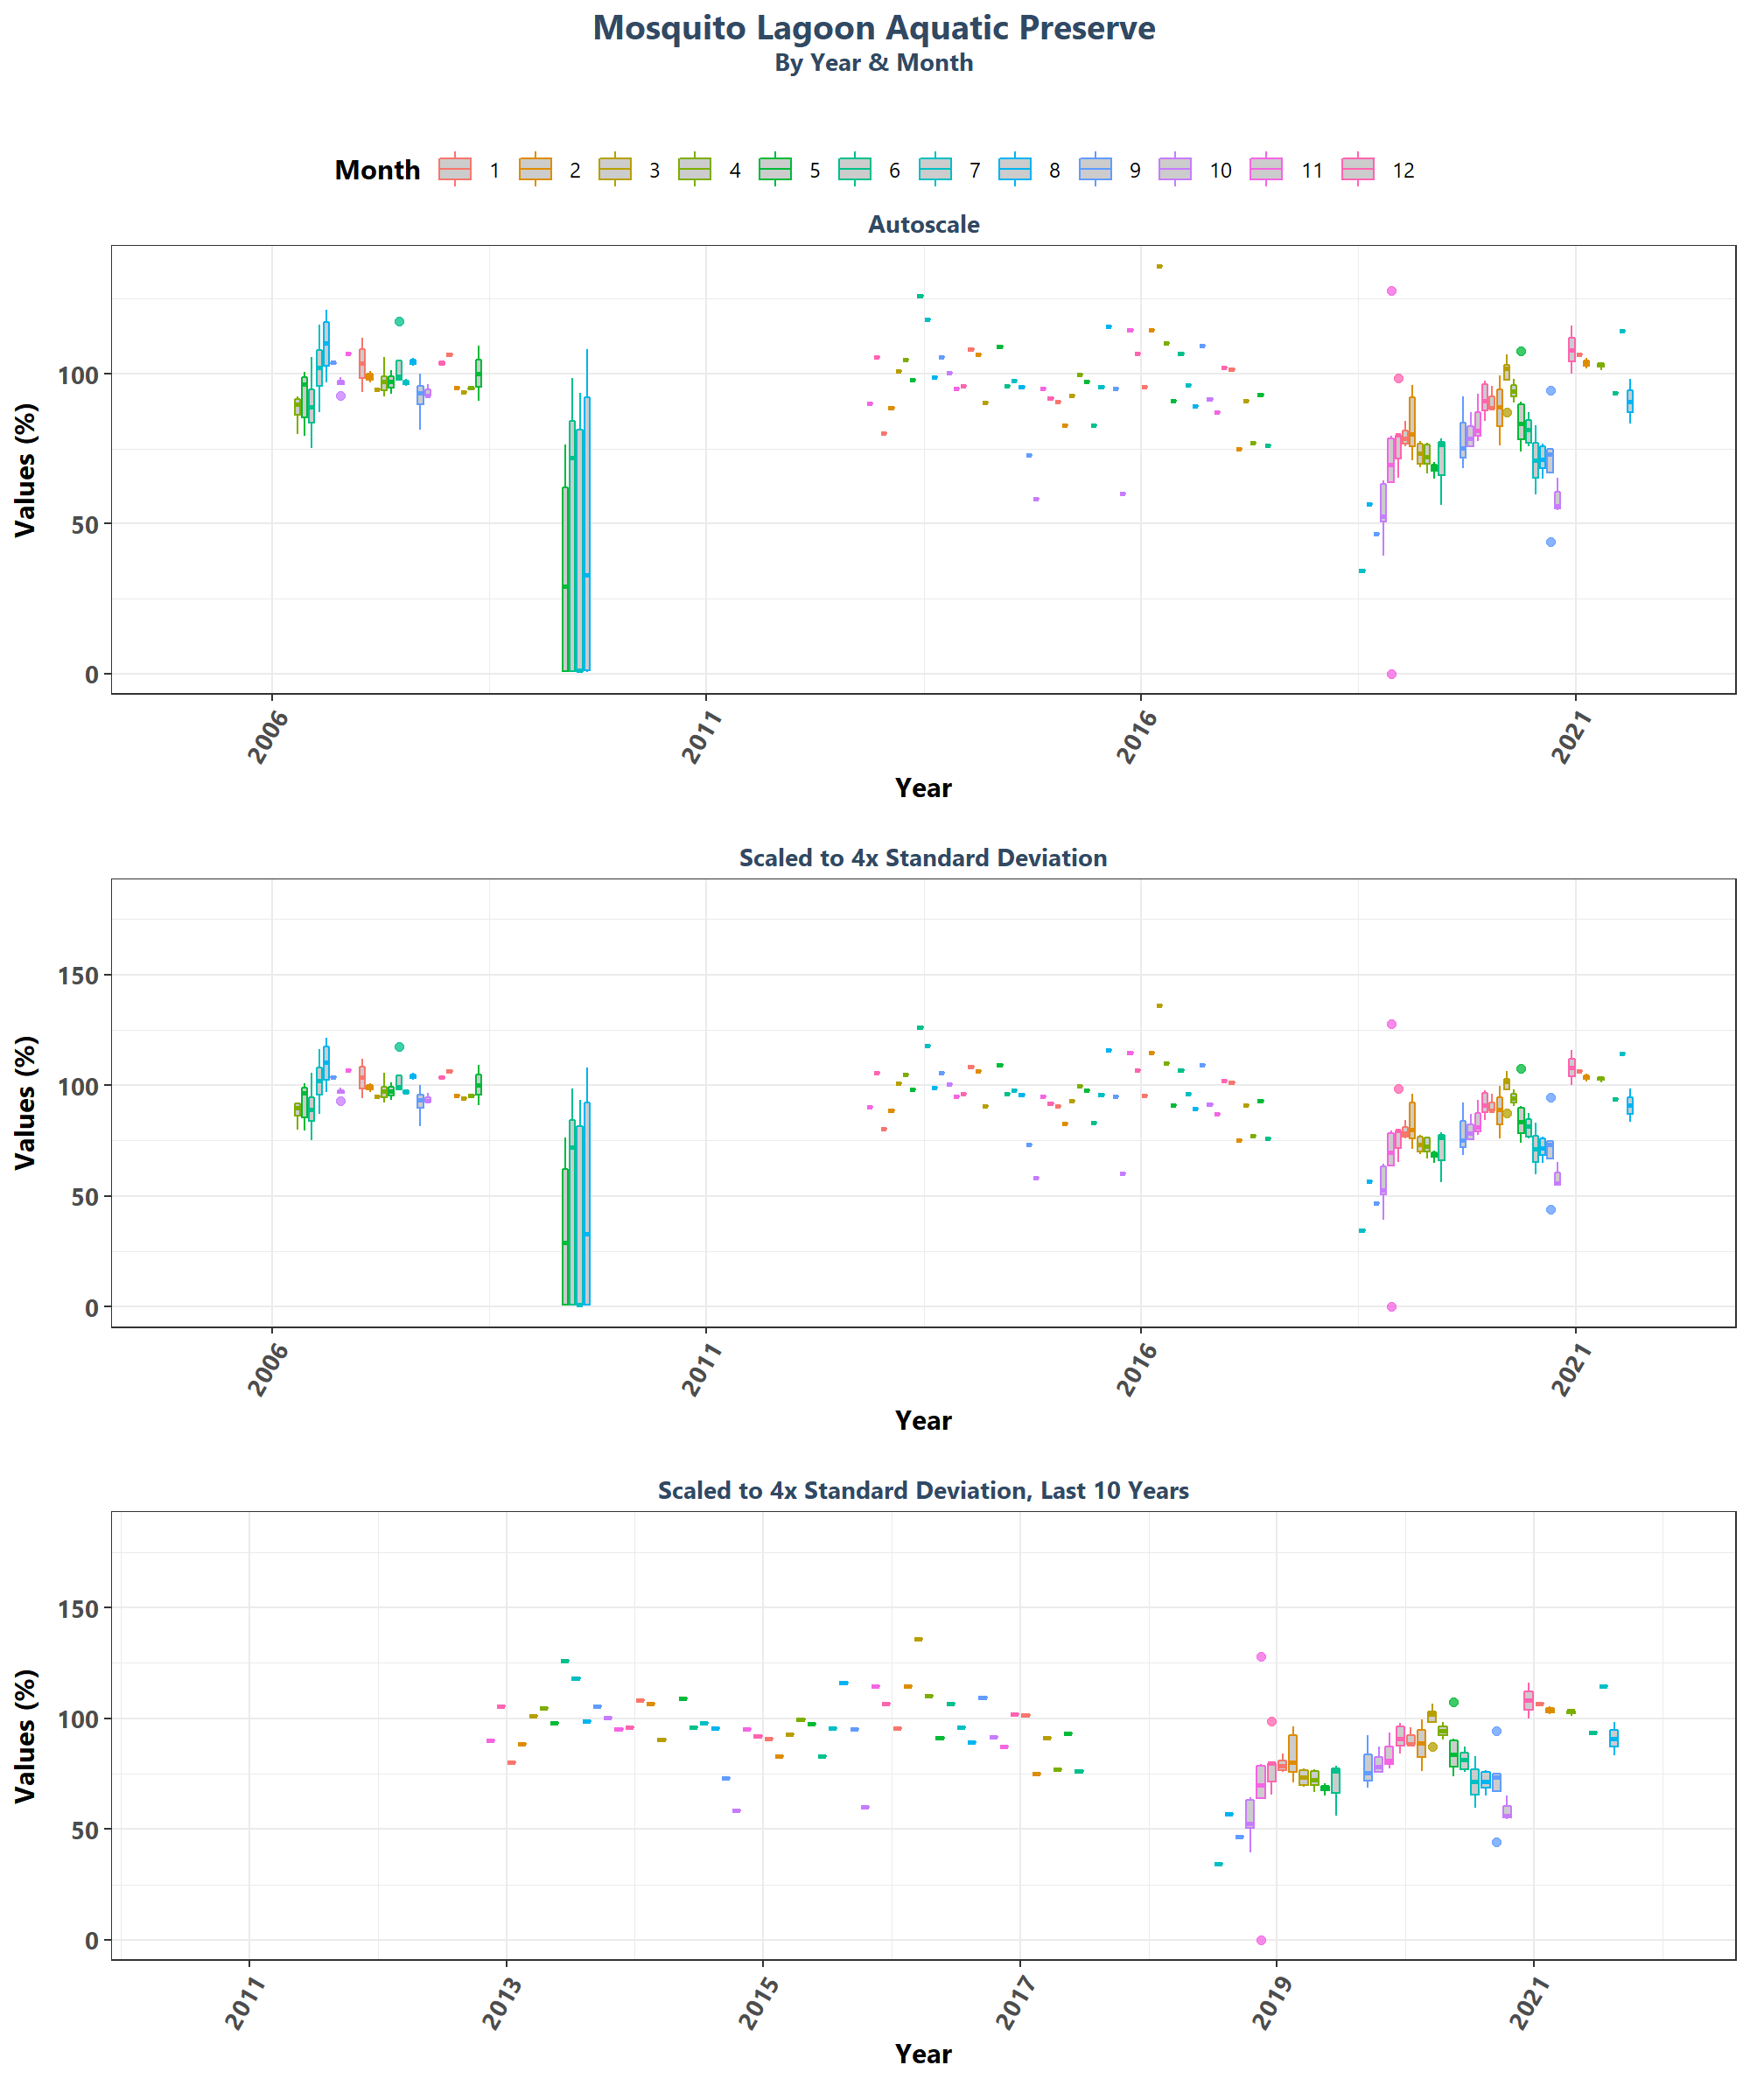 Mosquito Lagoon Aquatic Preserve
By Year & Month
Month 1 2 3 4 5 6 7 8 9 10 11 12
Autoscale
Values (%)
100
50
0
2006 2011 2016 2021
Year
Scaled to 4x Standard Deviation
Values (%)
150
100
50
0
2006 2011 2016 2021
Year
Scaled to 4x Standard Deviation, Last 10 Years
Values (%)
150
100
50
0
2011 2013 2015 2017 2019 2021
Year